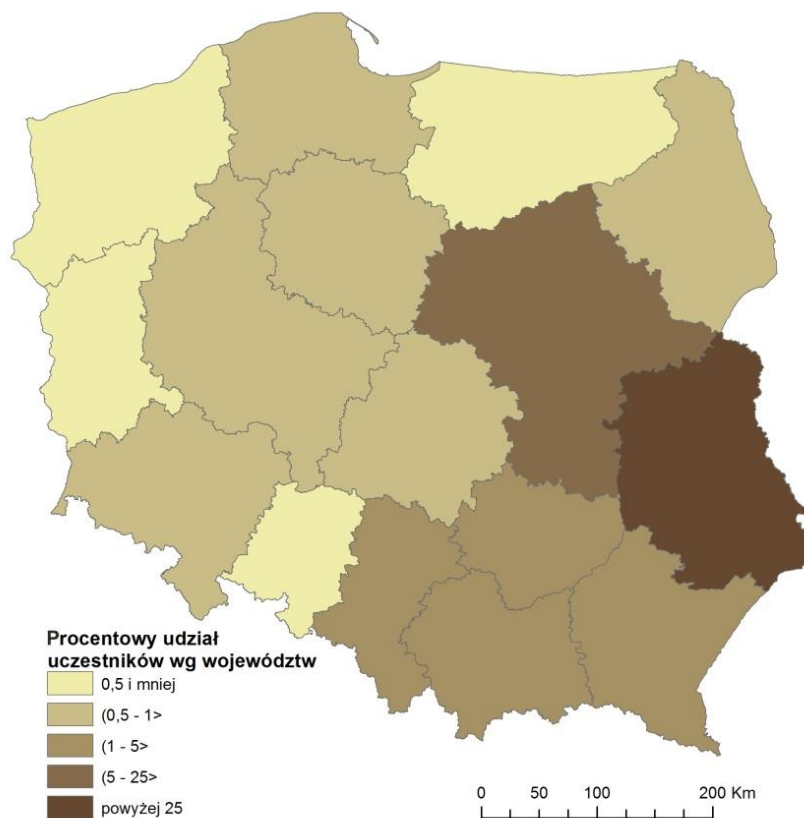 Procentowy udział
uczestników wg województw
0,5 i mniej
(0,5 - 1>
(1 - 5>
(5 - 25>
powyżej 25
0 50 100 200 Km